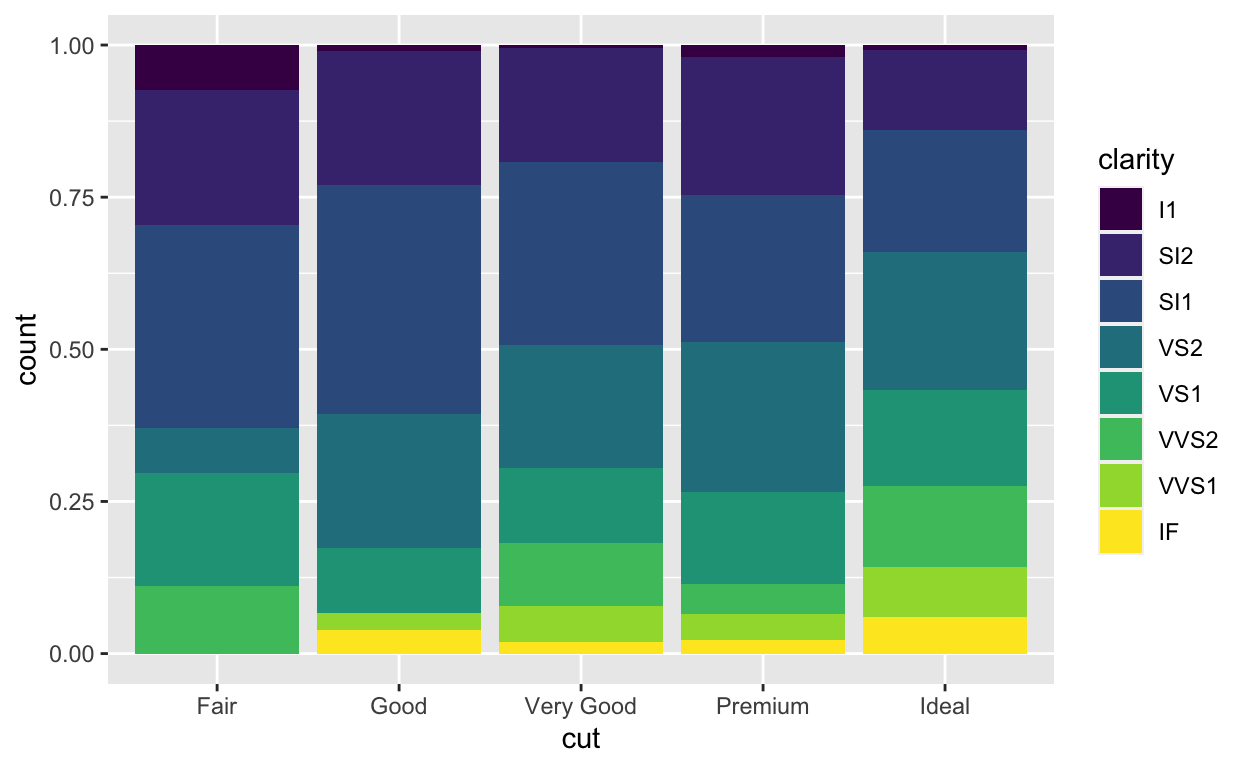 1.00
0.75
0.50
0.25
0.00
count
Fair Good Very Good Premium Ideal
cut
clarity
I1
SI2
SI1
VS2
VS1
VVS2
VVS1
IF